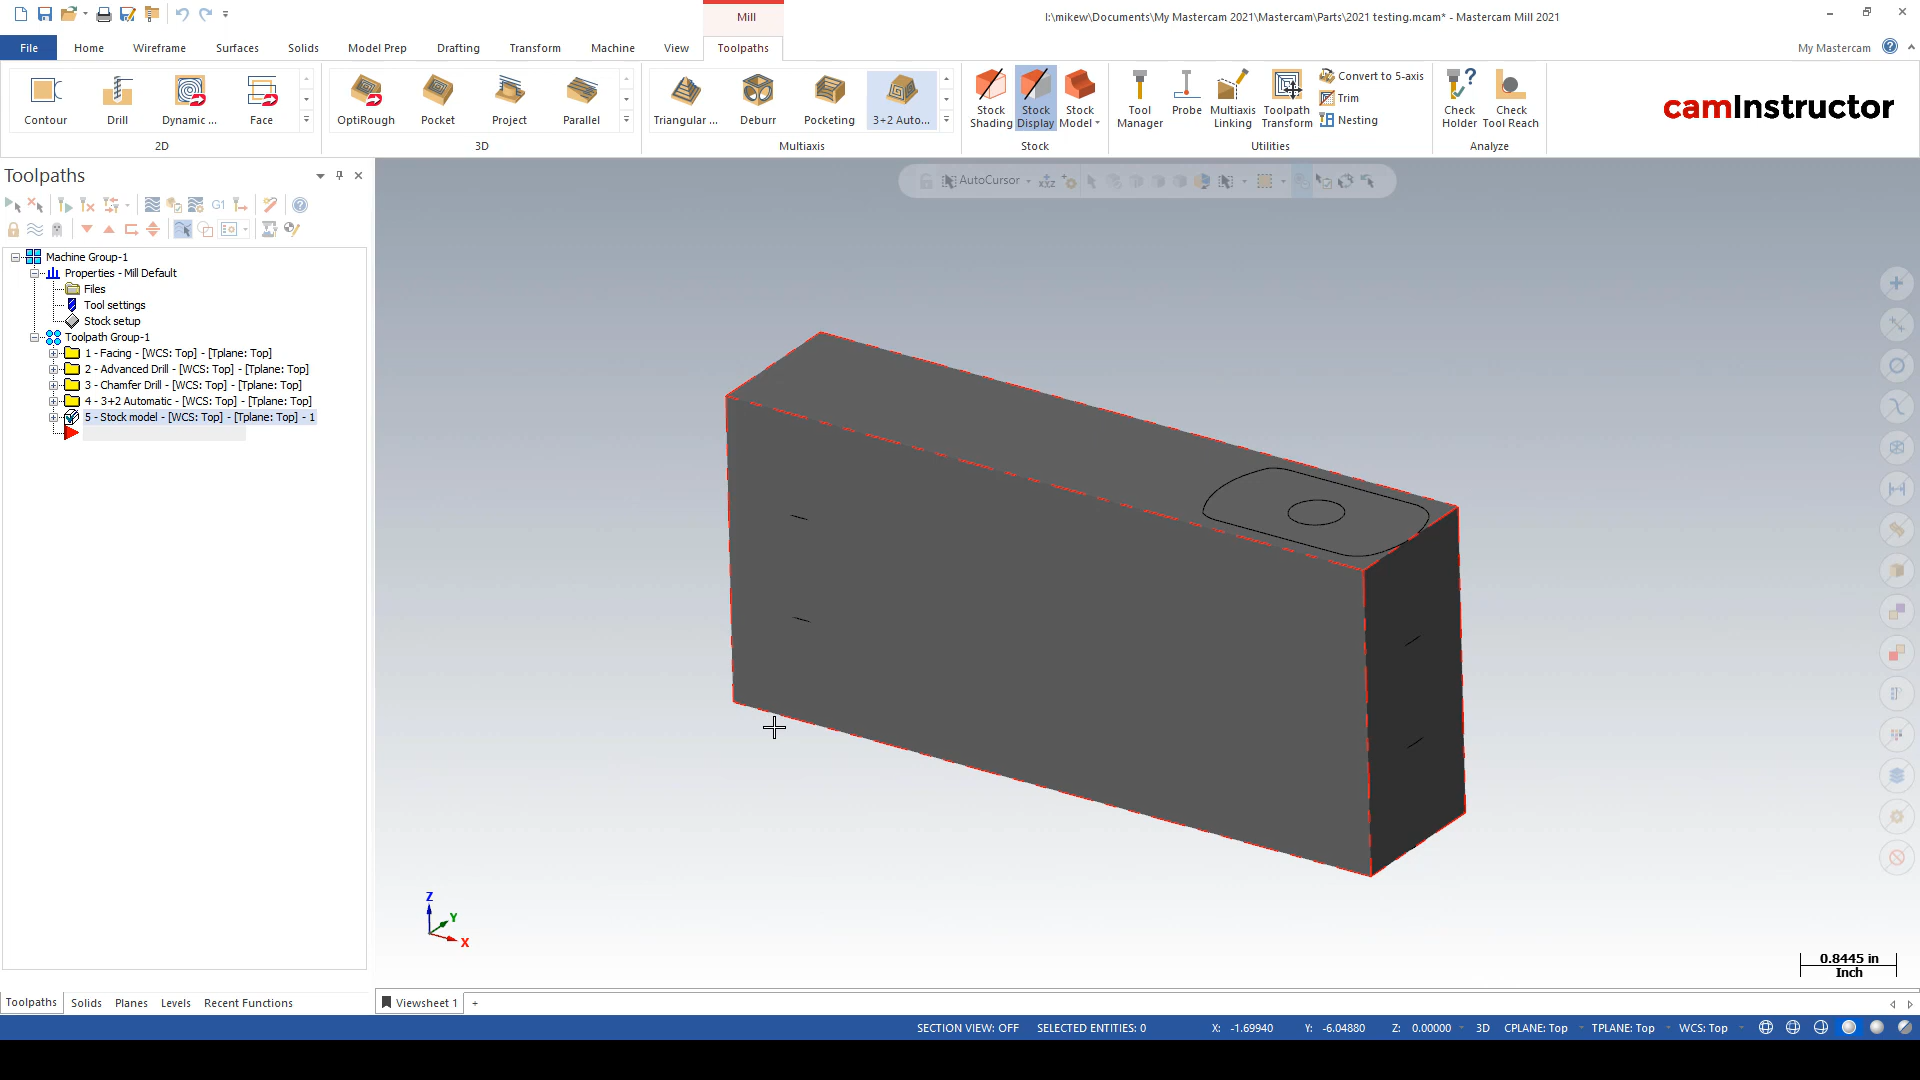 Mill
I:\mikew\Documents\My Mastercam 2021\Mastercam\Parts\2021 testing.mcam* - Mastercam Mill 2021
File Home Wireframe Surfaces Solids Model Prep Drafting Transform Machine View Toolpaths My Mastercam
Contour Drill Dynamic ... Face OptiRough Pocket Project Parallel Triangular ... Deburr Pocketing 3+2 Auto...
Stock Shading Stock Display Stock Model Tool Manager Probe Multiaxis Linking Toolpath Transform
Convert to 5-axis
Trim
Nesting
Check Holder Check Tool Reach
camInstructor
2D 3D Multiaxis Stock Utilities Analyze
Toolpaths
AutoCursor
G1
Machine Group-1
Properties - Mill Default
Files
Tool settings
Stock setup
Toolpath Group-1
1 - Facing - [WCS: Top] - [Tplane: Top]
2 - Advanced Drill - [WCS: Top] - [Tplane: Top]
3 - Chamfer Drill - [WCS: Top] - [Tplane: Top]
4 - 3+2 Automatic - [WCS: Top] - [Tplane: Top]
5 - Stock model - [WCS: Top] - [Tplane: Top] - 1
Z
Y
X
0.8445 in
Inch
Toolpaths Solids Planes Levels Recent Functions Viewsheet 1 +
SECTION VIEW: OFF SELECTED ENTITIES: 0 X: -1.69940 Y: -6.04880 Z: 0.00000 3D CPLANE: Top TPLANE: Top WCS: Top